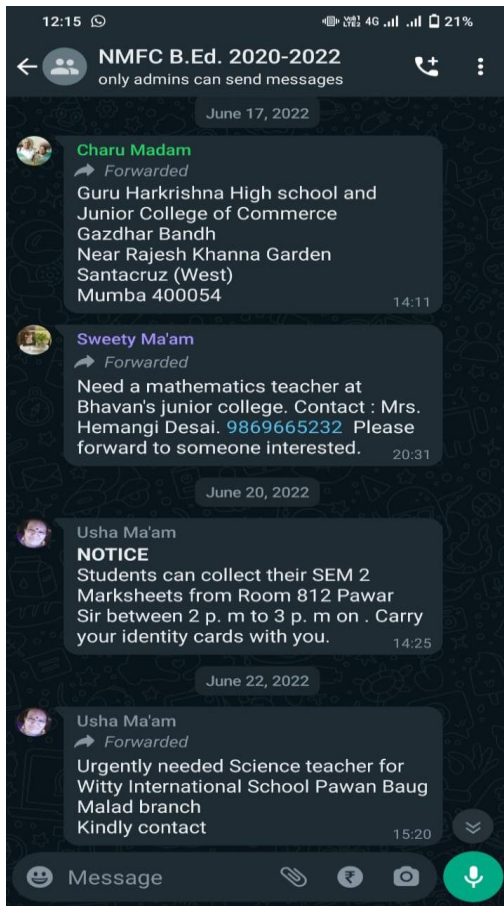 12:15
4G 21%
NMFC B.Ed. 2020-2022
only admins can send messages
June 17, 2022
Charu Madam
Forwarded
Guru Harkrishna High school and
Junior College of Commerce
Gazdhar Bandh
Near Rajesh Khanna Garden
Santacruz (West)
Mumba 400054
14:11
Sweety Ma'am
Forwarded
Need a mathematics teacher at
Bhavan's junior college. Contact : Mrs.
Hemangi Desai. 9869665232 Please
forward to someone interested.
20:31
June 20, 2022
Usha Ma'am
NOTICE
Students can collect their SEM 2
Marksheets from Room 812 Pawar
Sir between 2 p. m to 3 p. m on . Carry
your identity cards with you.
14:25
June 22, 2022
Usha Ma'am
Forwarded
Urgently needed Science teacher for
Witty International School Pawan Baug
Malad branch
Kindly contact
15:20
Message